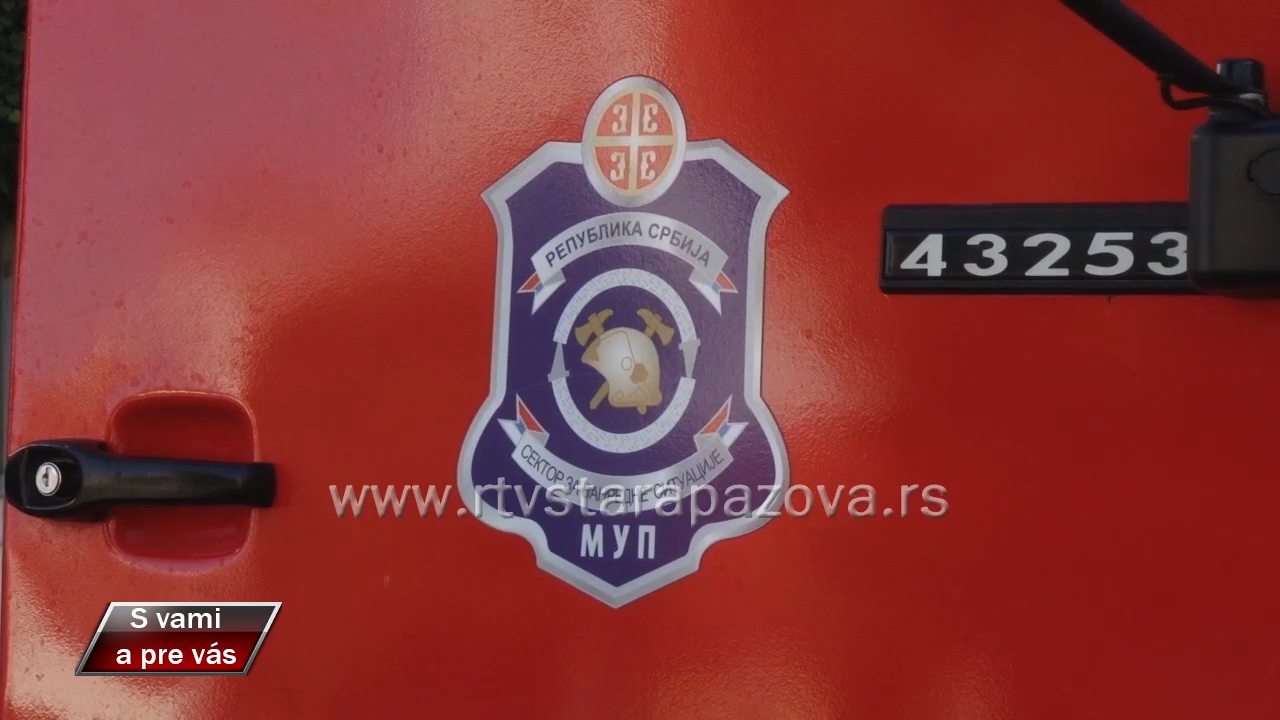 РЕПУБЛИКА СРБИЈА
43253
СЕКТОР ЗА ВАНРЕДНЕ СИТУАЦИЈЕ
www.rtvstarapazova.rs
МУП
S vami
a pre vás